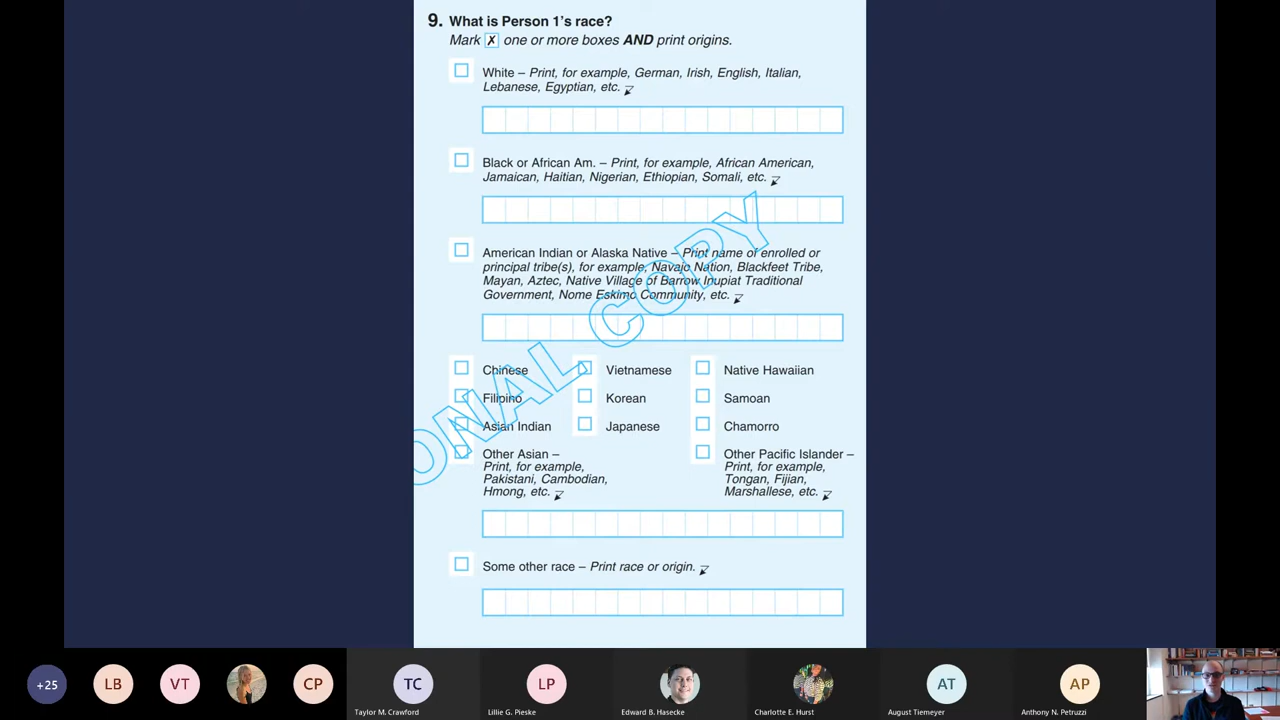 9. What is Person 1's race?
Mark X one or more boxes AND print origins.
White – Print, for example, German, Irish, English, Italian,
Lebanese, Egyptian, etc.
Black or African Am. – Print, for example, African American,
Jamaican, Haitian, Nigerian, Ethiopian, Somali, etc.
American Indian or Alaska Native – Print name of enrolled or
principal tribe(s), for example, Navajo Nation, Blackfeet Tribe,
Mayan, Aztec, Native Village of Barrow Inupiat Traditional
Government, Nome Eskimo Community, etc.
Chinese Vietnamese Native Hawaiian
Filipino Korean Samoan
Asian Indian Japanese Chamorro
Other Asian –
Print, for example,
Pakistani, Cambodian,
Hmong, etc.
Other Pacific Islander –
Print, for example,
Tongan, Fijian,
Marshallese, etc.
Some other race – Print race or origin.
ONAL COPY
+25 LB VT CP TC LP AT AP
Taylor M. Crawford Lillie G. Pieske Edward B. Hasecke Charlotte E. Hurst August Tiemeyer Anthony N. Petruzzi